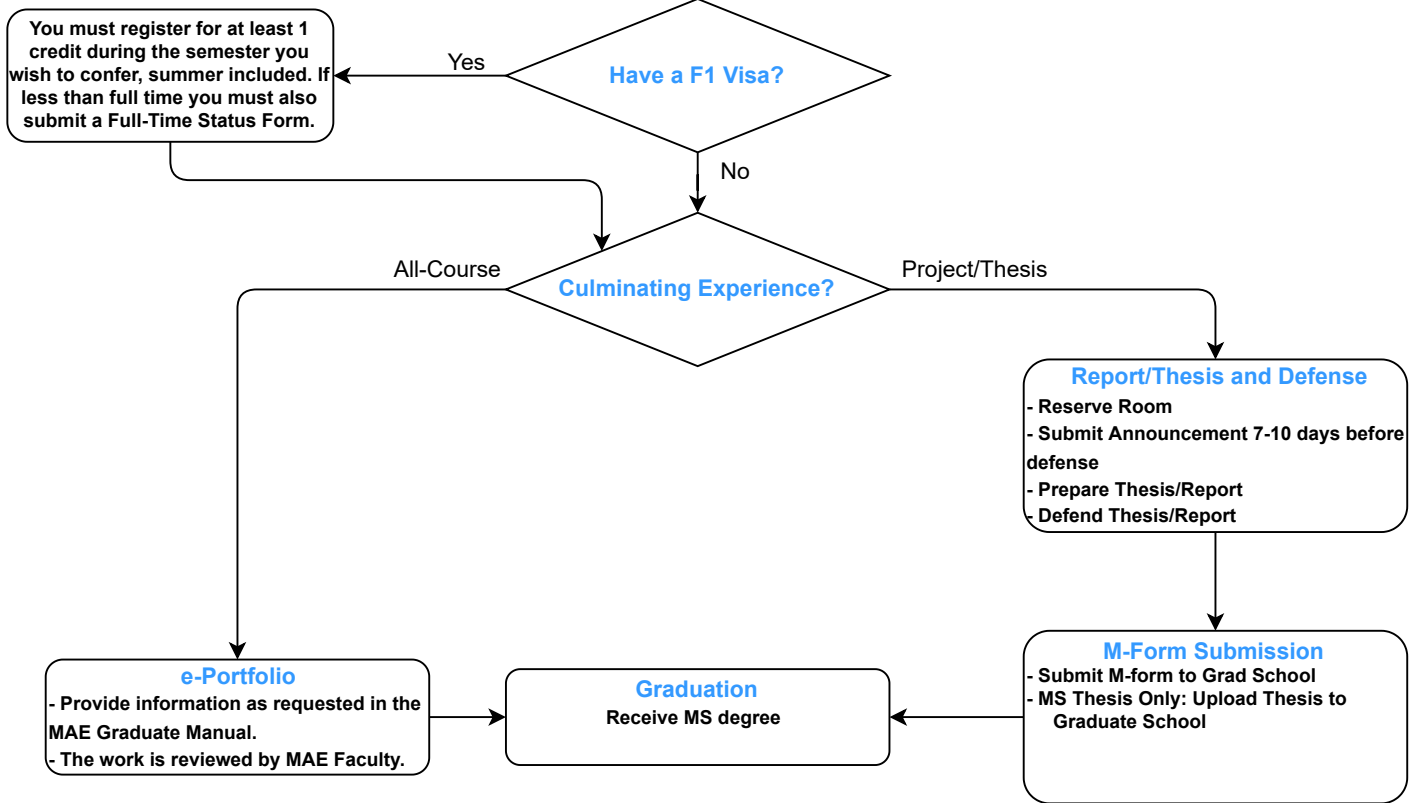 You must register for at least 1
credit during the semester you
wish to confer, summer included. If
less than full time you must also
submit a Full-Time Status Form.
Yes
Have a F1 Visa?
No
All-Course
Culminating Experience?
Project/Thesis
Report/Thesis and Defense
- Reserve Room
- Submit Announcement 7-10 days before
defense
- Prepare Thesis/Report
- Defend Thesis/Report
e-Portfolio
- Provide information as requested in the
MAE Graduate Manual.
- The work is reviewed by MAE Faculty.
Graduation
Receive MS degree
M-Form Submission
- Submit M-form to Grad School
- MS Thesis Only: Upload Thesis to
Graduate School